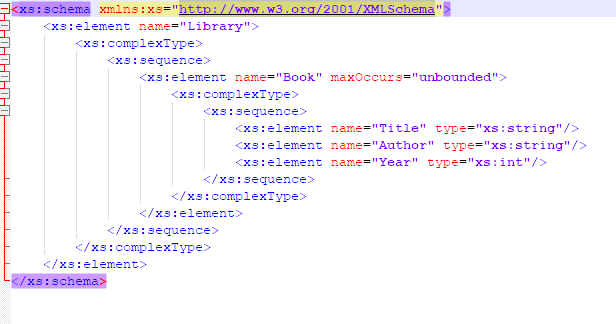 <xs:schema xmlns:xs="http://www.w3.org/2001/XMLSchema">
<xs:element name="Library">
<xs:complexType>
<xs:sequence>
<xs:element name="Book" maxOccurs="unbounded">
<xs:complexType>
<xs:sequence>
<xs:element name="Title" type="xs:string"/>
<xs:element name="Author" type="xs:string"/>
<xs:element name="Year" type="xs:int"/>
</xs:sequence>
</xs:complexType>
</xs:element>
</xs:sequence>
</xs:complexType>
</xs:element>
</xs:schema>